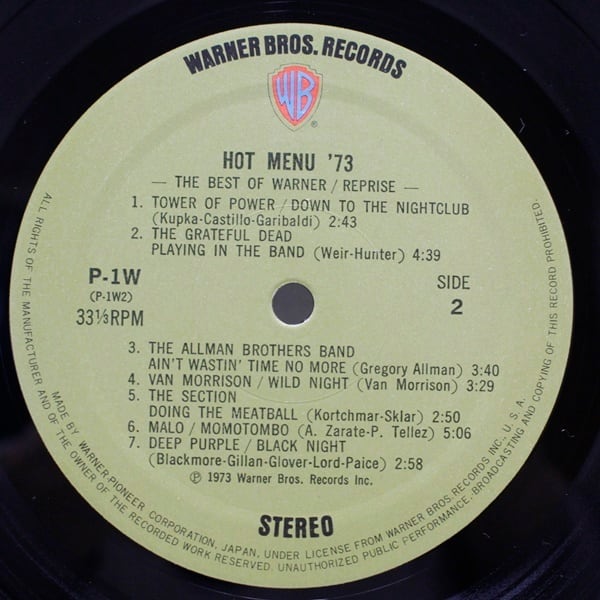 WARNER BROS. RECORDS
WB
®
HOT MENU '73
— THE BEST OF WARNER / REPRISE —
1. TOWER OF POWER / DOWN TO THE NIGHTCLUB
(Kupka-Castillo-Garibaldi) 2:43
2. THE GRATEFUL DEAD
PLAYING IN THE BAND (Weir-Hunter) 4:39
P-1W
(P-1W2)
33⅓RPM
SIDE
2
3. THE ALLMAN BROTHERS BAND
AIN'T WASTIN' TIME NO MORE (Gregory Allman) 3:40
4. VAN MORRISON / WILD NIGHT (Van Morrison) 3:29
5. THE SECTION
DOING THE MEATBALL (Kortchmar-Sklar) 2:50
6. MALO / MOMOTOMBO (A. Zarate-P. Tellez) 5:06
7. DEEP PURPLE / BLACK NIGHT
(Blackmore-Gillan-Glover-Lord-Paice) 2:58
℗ 1973 Warner Bros. Records Inc.
STEREO
MADE BY WARNER-PIONEER CORPORATION, JAPAN, UNDER LICENSE FROM WARNER BROS. RECORDS INC., U.S.A.
ALL RIGHTS OF THE MANUFACTURER AND OF THE OWNER OF THE RECORDED WORK RESERVED. UNAUTHORIZED PUBLIC PERFORMANCE, BROADCASTING AND COPYING OF THIS RECORD PROHIBITED.